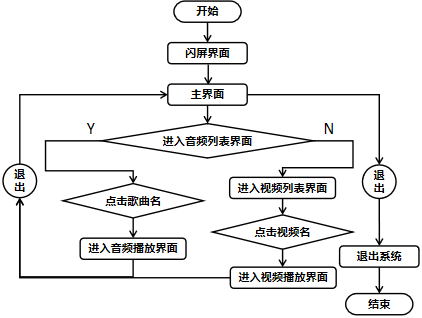 开始
闪屏界面
主界面
Y
N
进入音频列表界面
退
出
退
出
点击歌曲名
进入视频列表界面
点击视频名
进入音频播放界面
退出系统
进入视频播放界面
结束